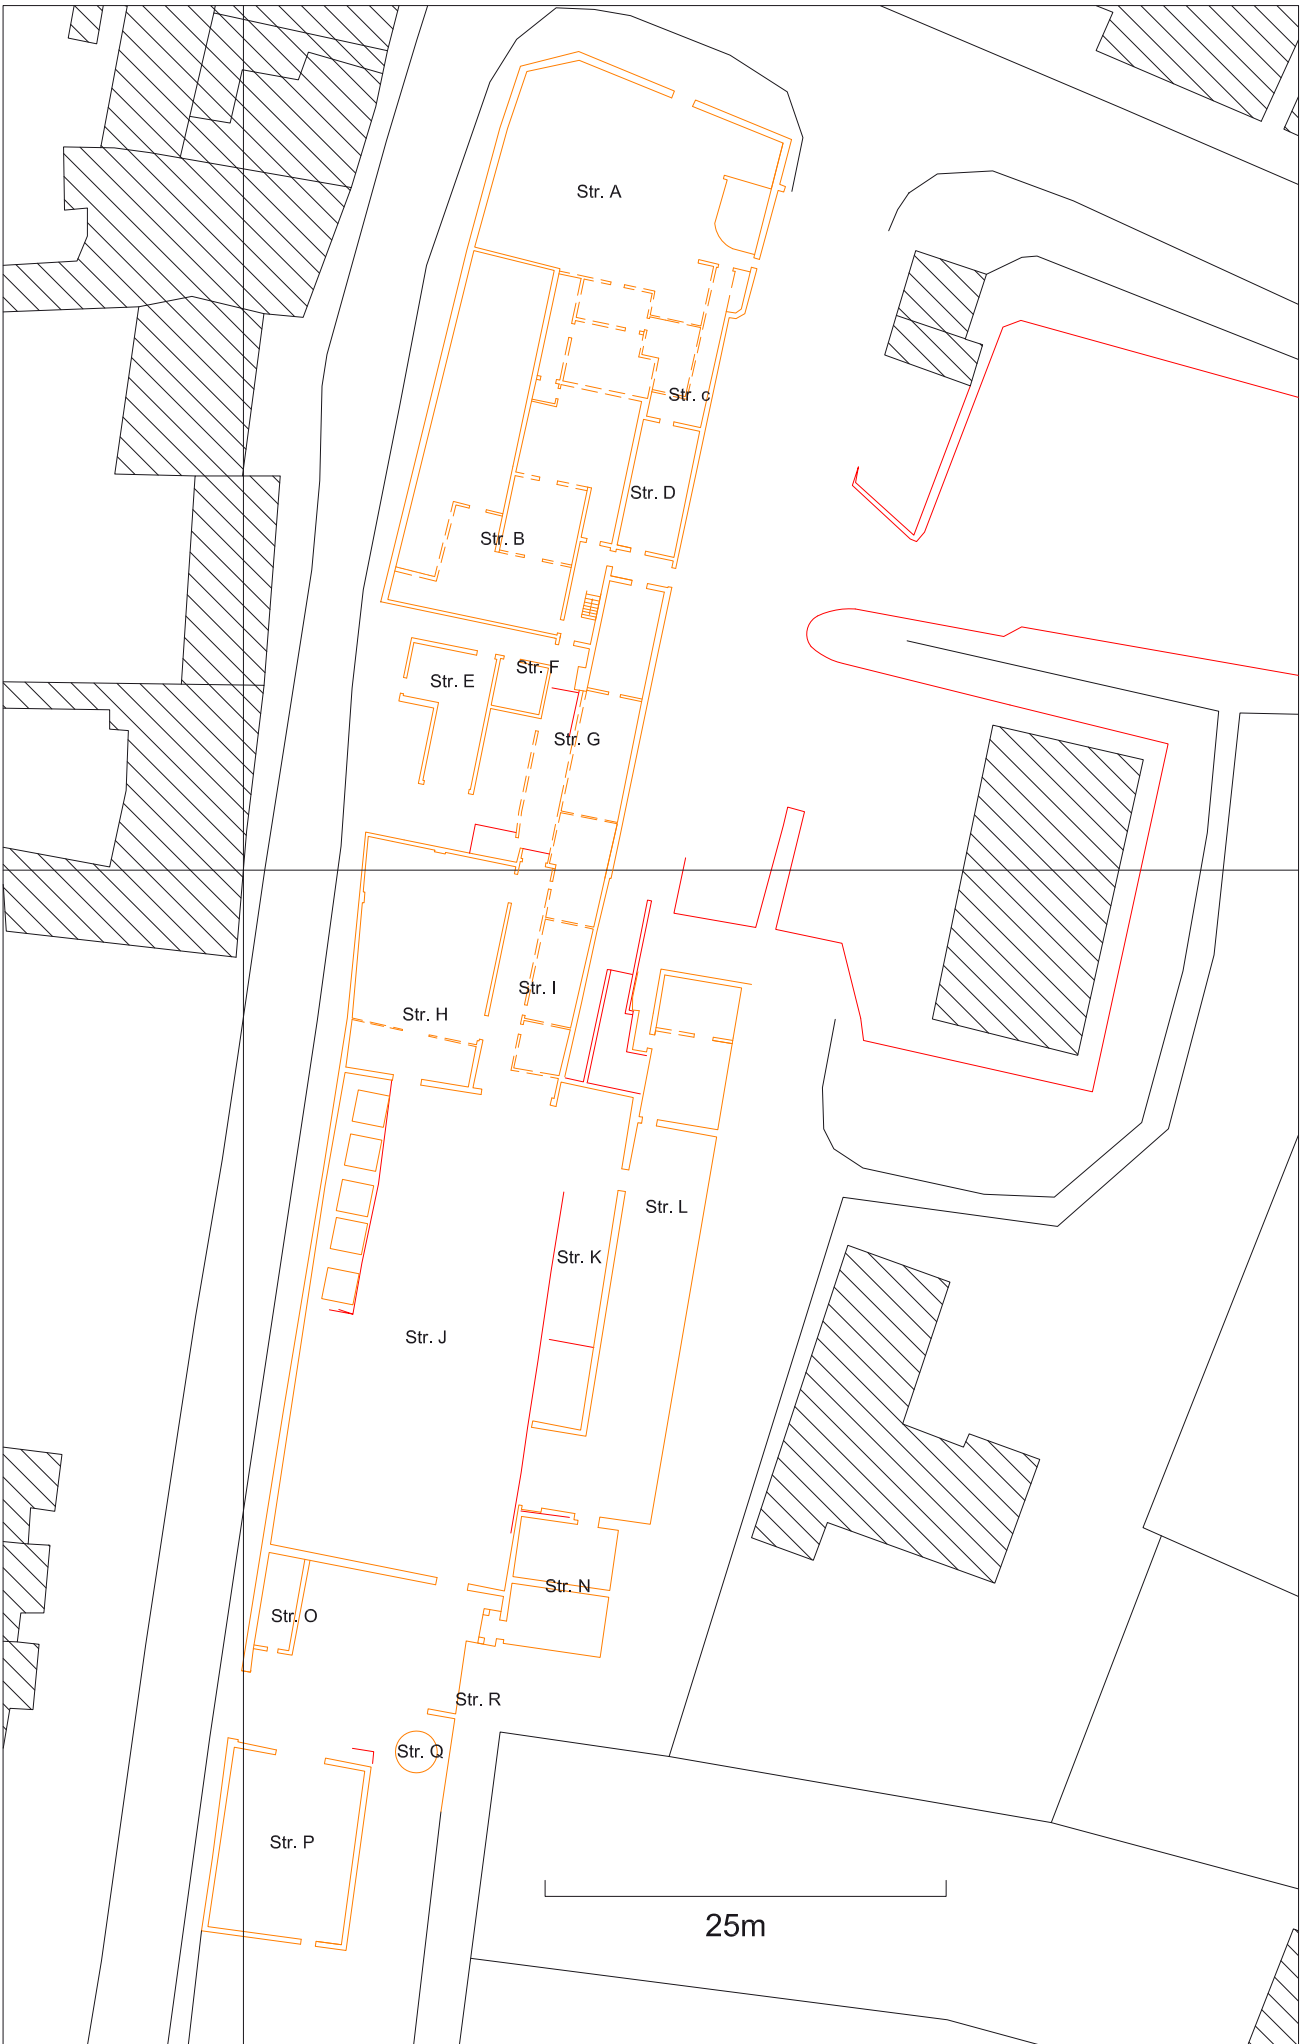 Str. A
Str. c
Str. D
Str. B
Str. F
Str. E
Str. G
Str. I
Str. H
Str. L
Str. K
Str. J
Str. N
Str. O
Str. R
Str. Q
Str. P
25m